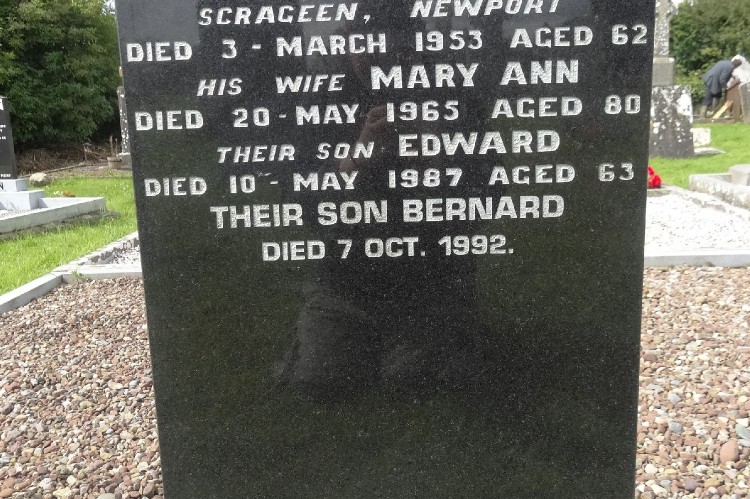 SCRAGEEN, NEWPORT
DIED 3 - MARCH 1953 AGED 62
HIS WIFE MARY ANN
DIED 20 - MAY 1965 AGED 80
THEIR SON EDWARD
DIED 10 - MAY 1987 AGED 63
THEIR SON BERNARD
DIED 7 OCT. 1992.